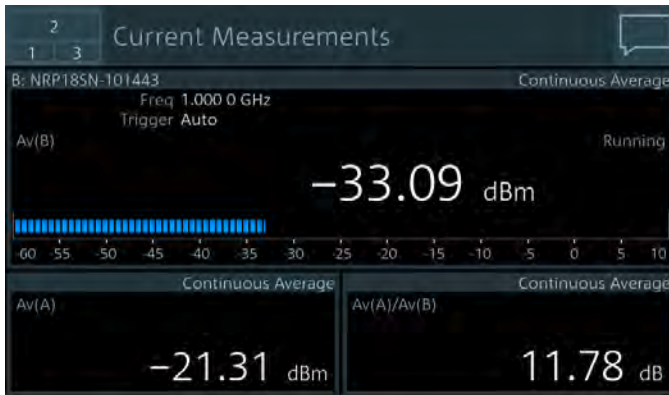 2
1 3
Current Measurements
B: NRP18SN-101443 Continuous Average
Freq 1.000 0 GHz
Trigger Auto
Av(B) Running
-33.09 dBm
-60 -55 -50 -45 -40 -35 -30 -25 -20 -15 -10 -5 0 5 10
Continuous Average
Av(A)
-21.31 dBm
Continuous Average
Av(A)/Av(B)
11.78 dB